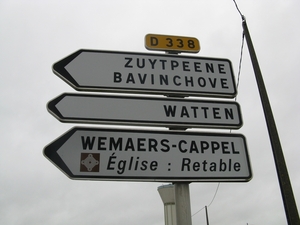 D 338
ZUYTPEENE
BAVINCHOVE
WATTEN
WEMAERS-CAPPEL
Église : Retable